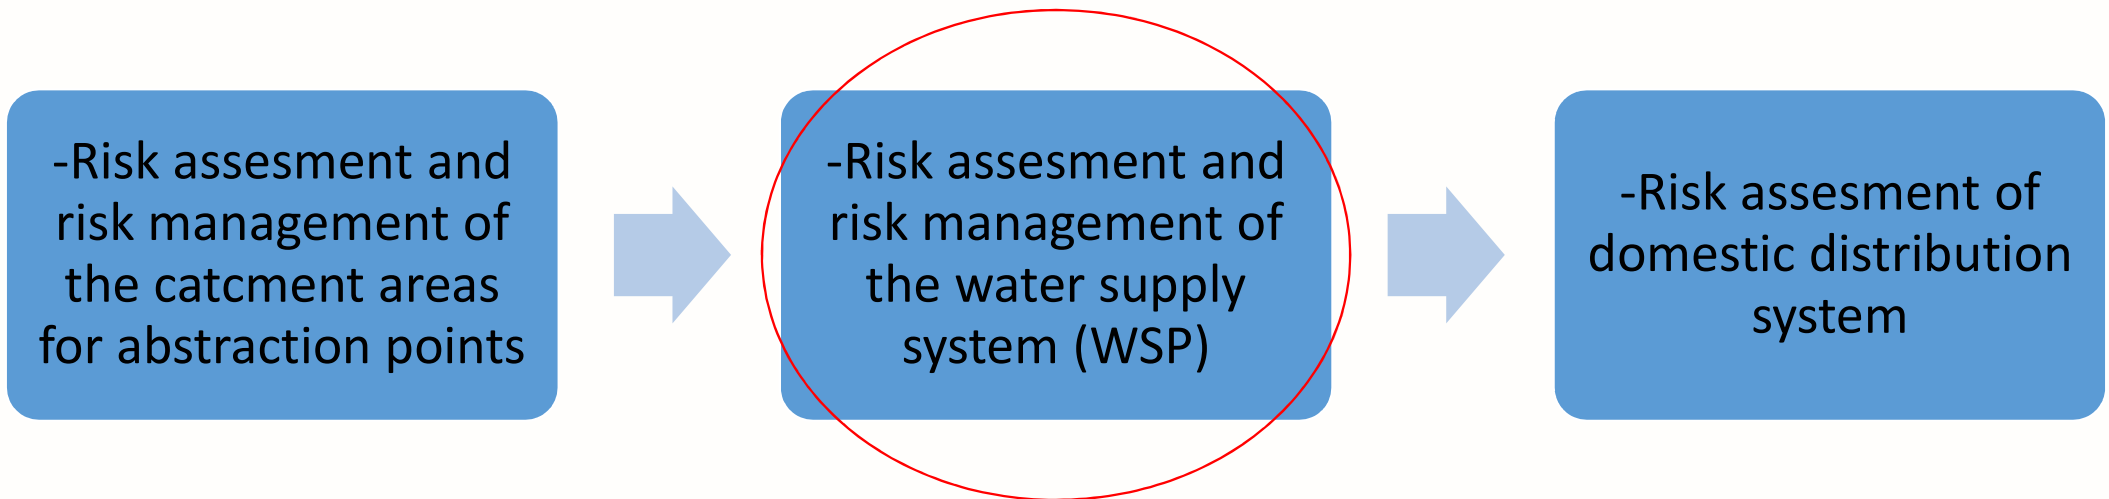 -Risk assesment and
risk management of
the catcment areas
for abstraction points
-Risk assesment and
risk management of
the water supply
system (WSP)
-Risk assesment of
domestic distribution
system